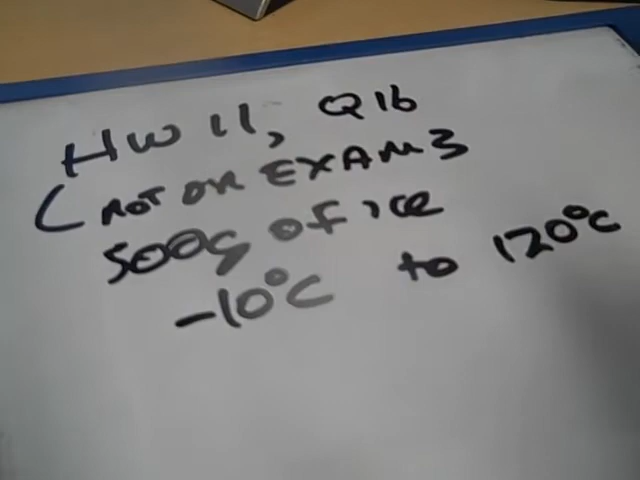 HW 11, Q16
(NOT ON EXAM 3
500g of ice
-10°C to 120°C